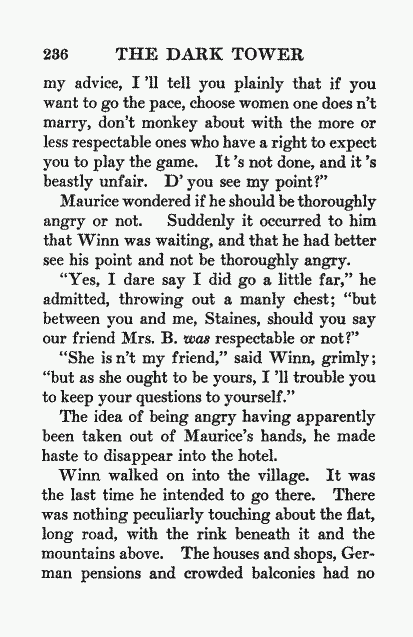 236 THE DARK TOWER
my advice, I 'll tell you plainly that if you
want to go the pace, choose women one does n't
marry, don't monkey about with the more or
less respectable ones who have a right to expect
you to play the game. It 's not done, and it 's
beastly unfair. D' you see my point?"
Maurice wondered if he should be thoroughly
angry or not. Suddenly it occurred to him
that Winn was waiting, and that he had better
see his point and not be thoroughly angry.
"Yes, I dare say I did go a little far," he
admitted, throwing out a manly chest; "but
between you and me, Staines, should you say
our friend Mrs. B. was respectable or not?"
"She is n't my friend," said Winn, grimly;
"but as she ought to be yours, I 'll trouble you
to keep your questions to yourself."
The idea of being angry having apparently
been taken out of Maurice's hands, he made
haste to disappear into the hotel.
Winn walked on into the village. It was
the last time he intended to go there. There
was nothing peculiarly touching about the flat,
long road, with the rink beneath it and the
mountains above. The houses and shops, Ger-
man pensions and crowded balconies had no